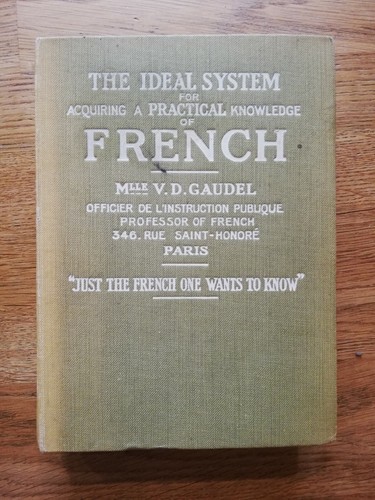 THE IDEAL SYSTEM
FOR
ACQUIRING A PRACTICAL KNOWLEDGE
OF
FRENCH
MLLE V. D. GAUDEL
OFFICIER DE L'INSTRUCTION PUBLIQUE
PROFESSOR OF FRENCH
346. RUE SAINT-HONORÉ
PARIS
"JUST THE FRENCH ONE WANTS TO KNOW"